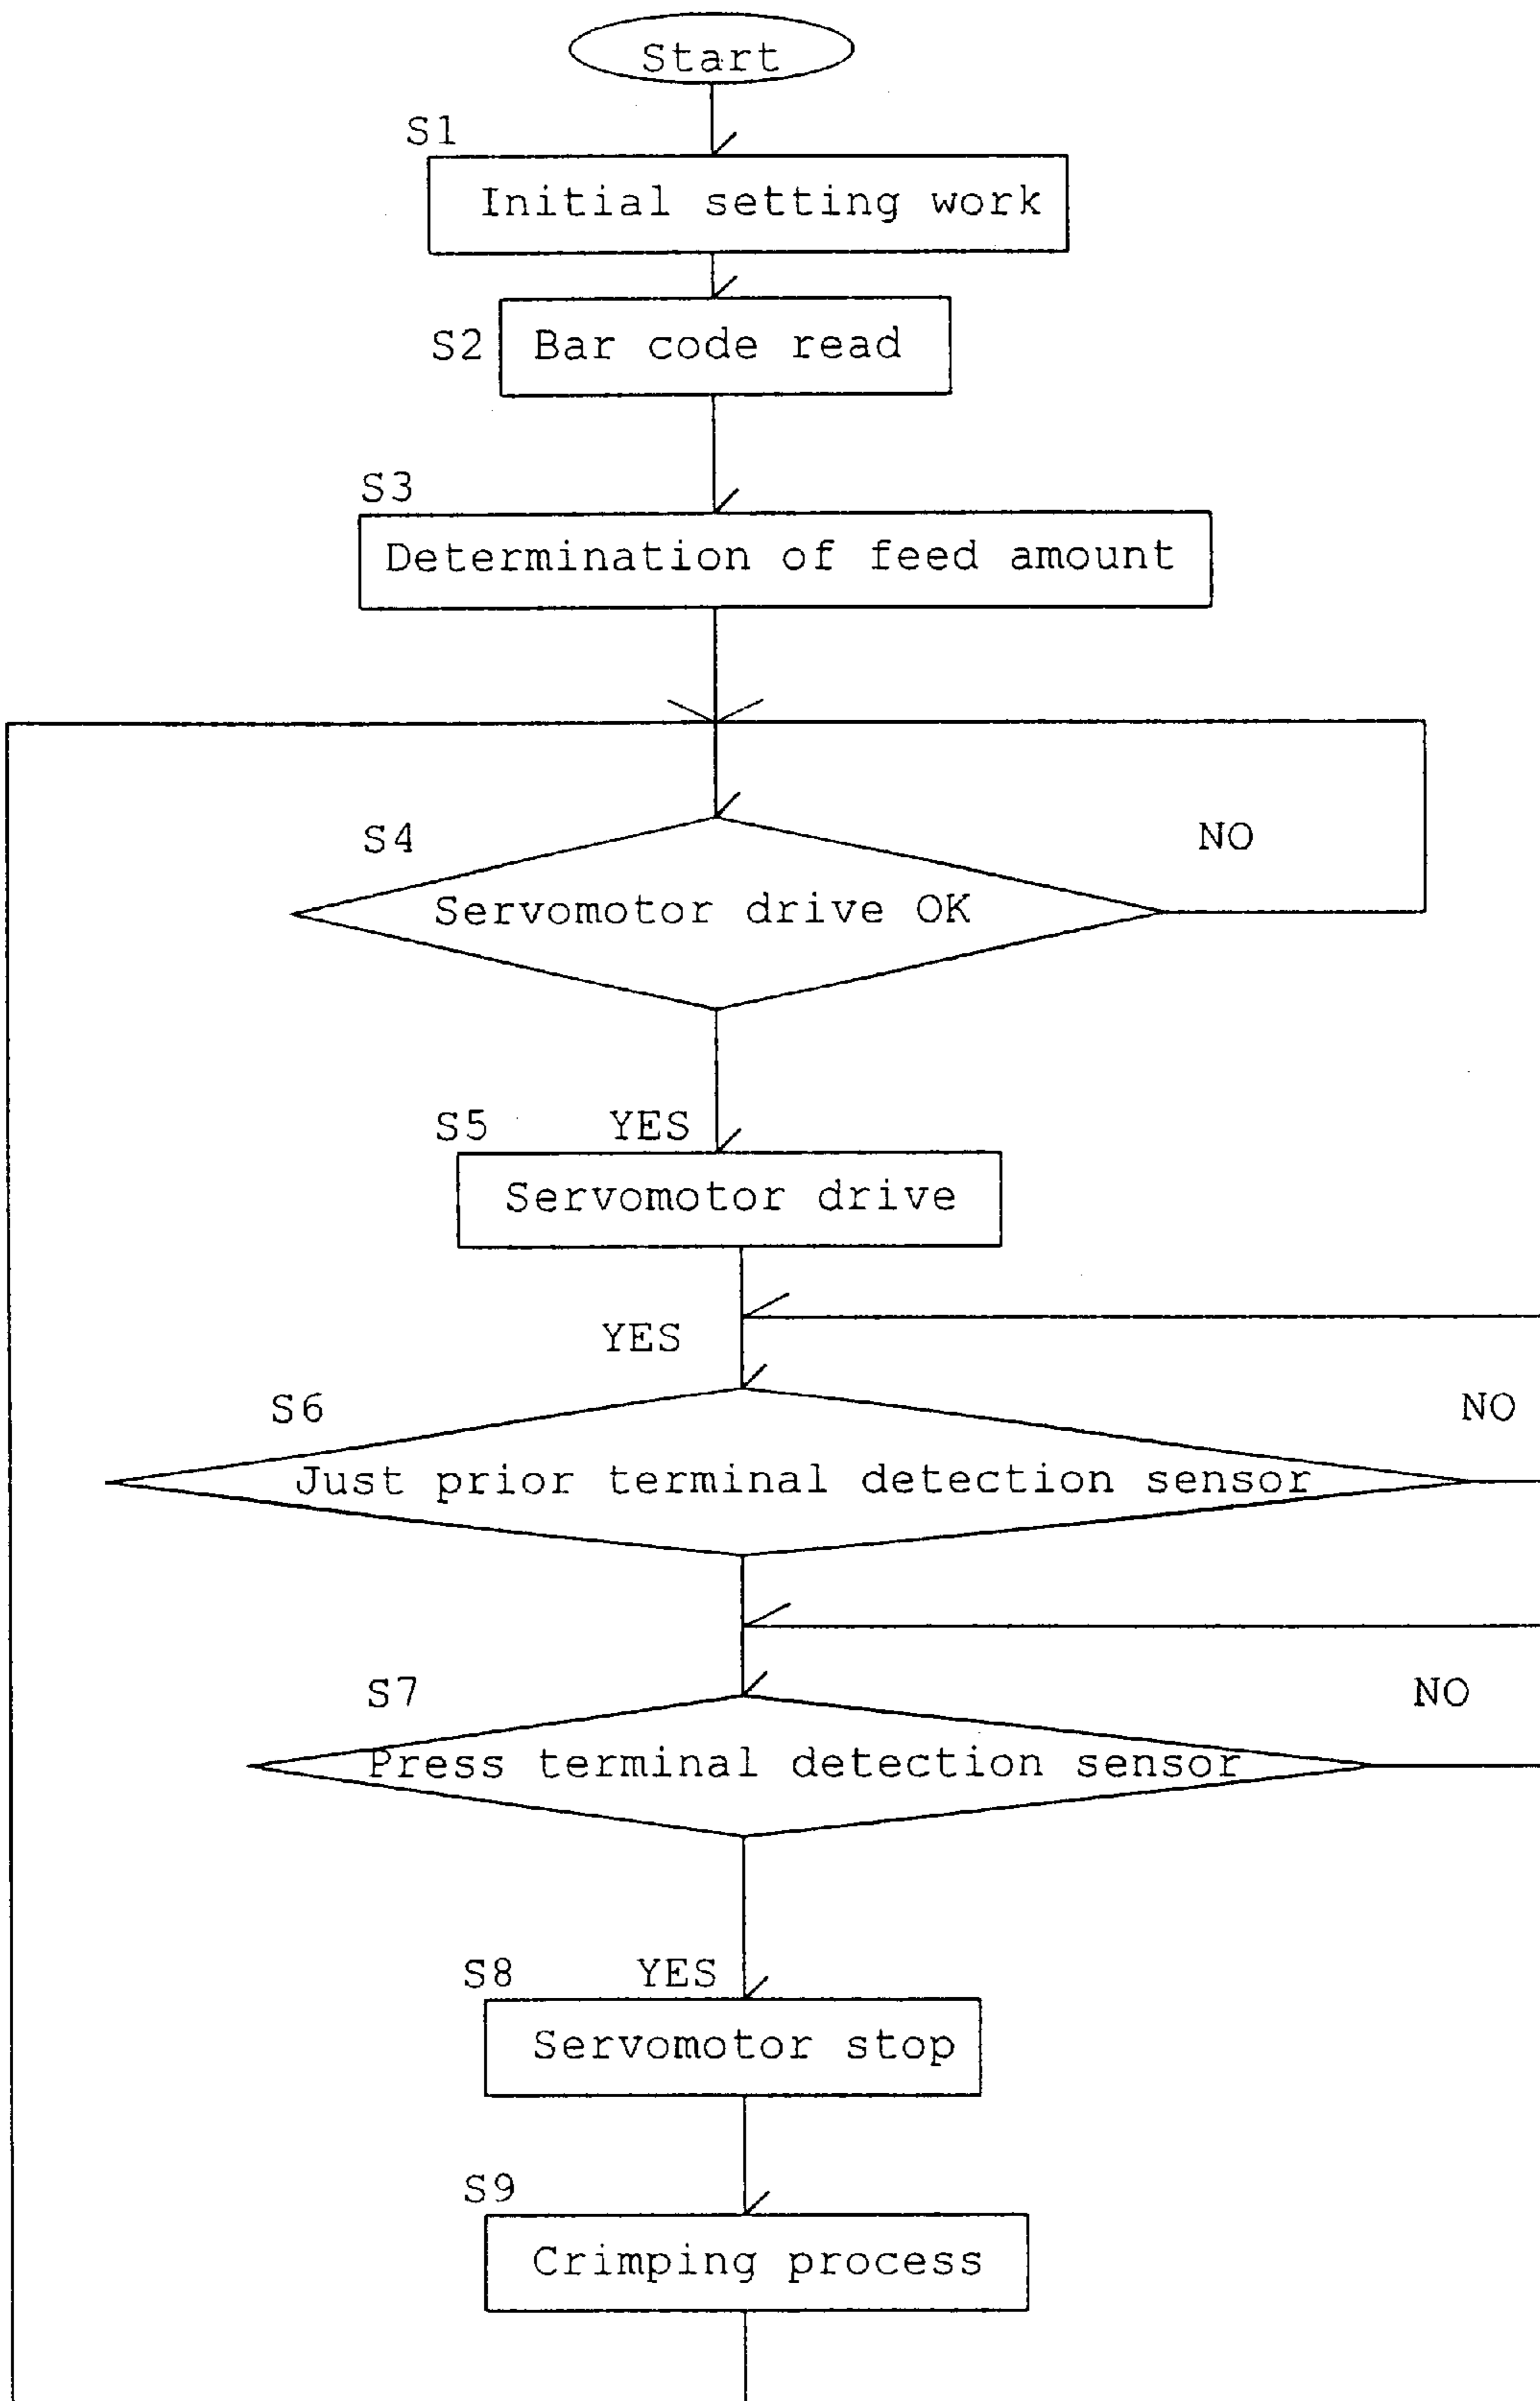 Start
S1
Initial setting work
S2
Bar code read
S3
Determination of feed amount
S4
NO
Servomotor drive OK
S5
YES
Servomotor drive
YES
S6
NO
Just prior terminal detection sensor
S7
NO
Press terminal detection sensor
S8
YES
Servomotor stop
S9
Crimping process